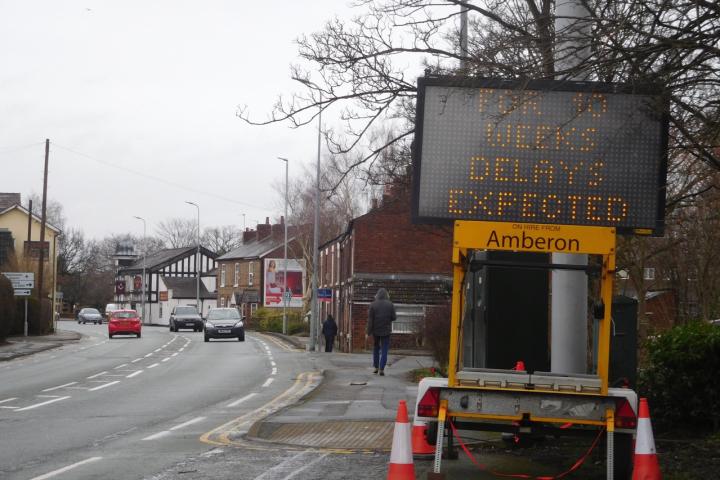 FOR 10
WEEKS
DELAYS
EXPECTED
ON HIRE FROM
Amberon